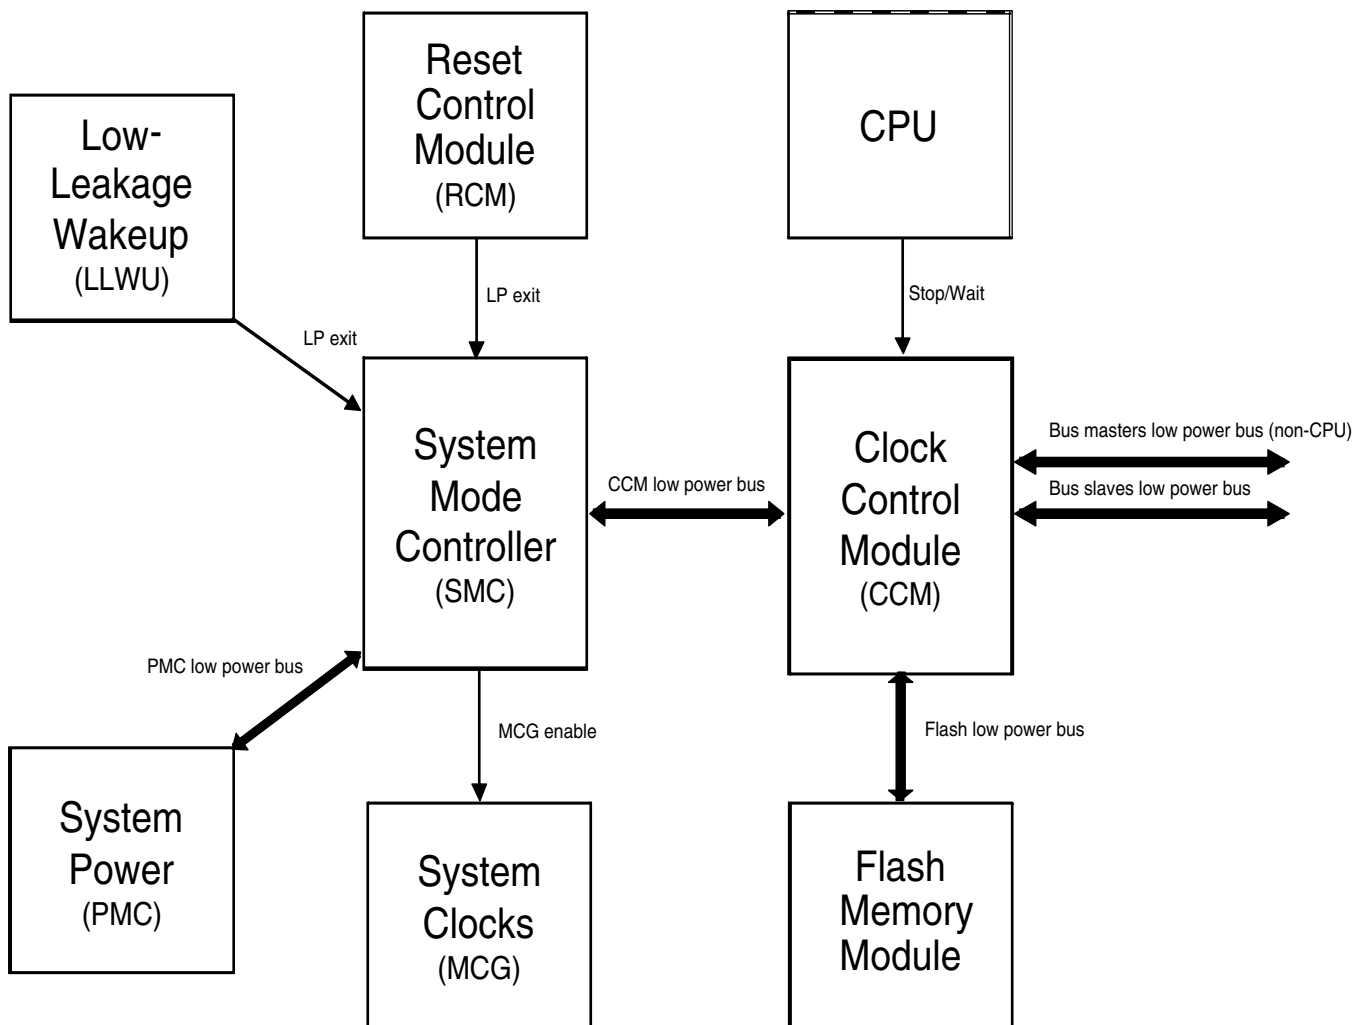 Reset
Control
Module
(RCM)
CPU
Low-
Leakage
Wakeup
(LLWU)
LP exit
Stop/Wait
LP exit
System
Mode
Controller
(SMC)
CCM low power bus
Clock
Control
Module
(CCM)
Bus masters low power bus (non-CPU)
Bus slaves low power bus
PMC low power bus
MCG enable
Flash low power bus
System
Power
(PMC)
System
Clocks
(MCG)
Flash
Memory
Module